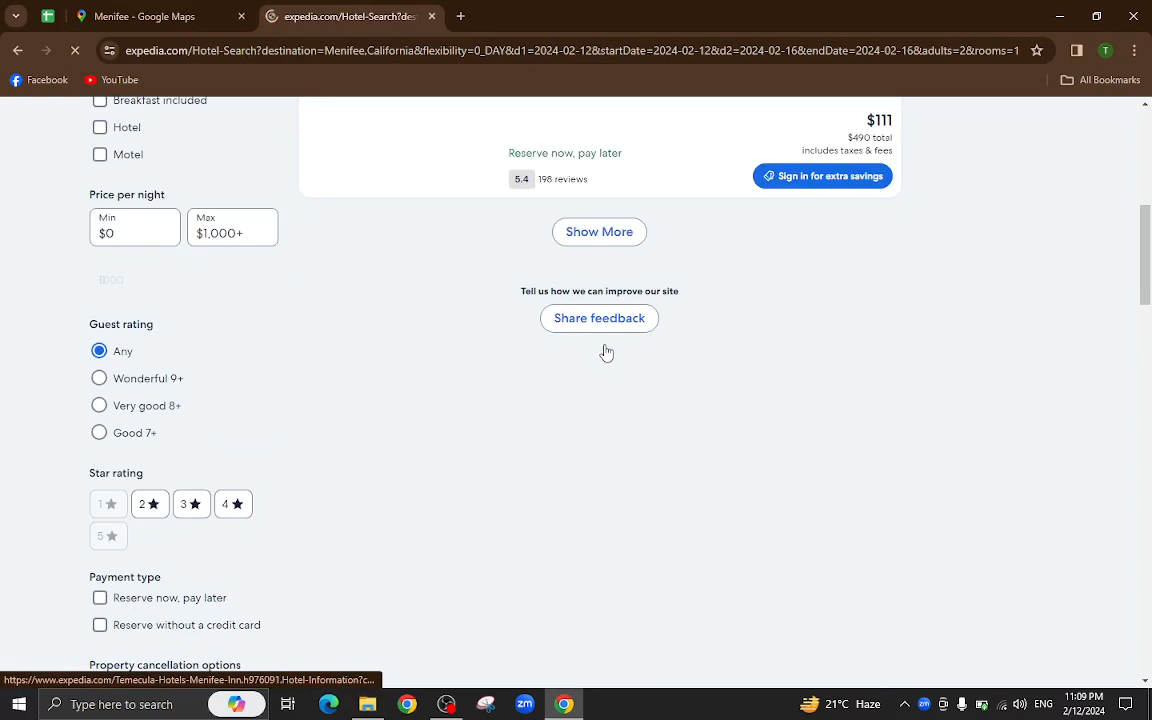 Menifee - Google Maps
expedia.com/Hotel-Search?des
expedia.com/Hotel-Search?destination=Menifee,California&flexibility=0_DAY&d1=2024-02-12&startDate=2024-02-12&d2=2024-02-16&endDate=2024-02-16&adults=2&rooms=1
T
Facebook
YouTube
All Bookmarks
Breakfast included
Hotel
Motel
$111
$490 total
includes taxes & fees
Reserve now, pay later
5.4 198 reviews
Sign in for extra savings
Price per night
Min
$0
Max
$1,000+
Show More
Tell us how we can improve our site
Share feedback
Guest rating
Any
Wonderful 9+
Very good 8+
Good 7+
Star rating
1★ 2★ 3★ 4★
5★
Payment type
Reserve now, pay later
Reserve without a credit card
Property cancellation options
https://www.expedia.com/Temecula-Hotels-Menifee-Inn.h976091.Hotel-Information?c...
Type here to search
zm
zm
21°C Haze
ENG
11:09 PM
2/12/2024